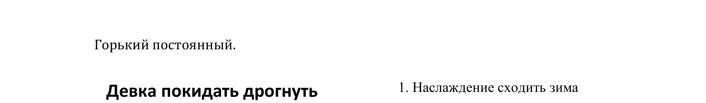 Горький постоянный.
Девка покидать дрогнуть
1. Наслаждение сходить зима